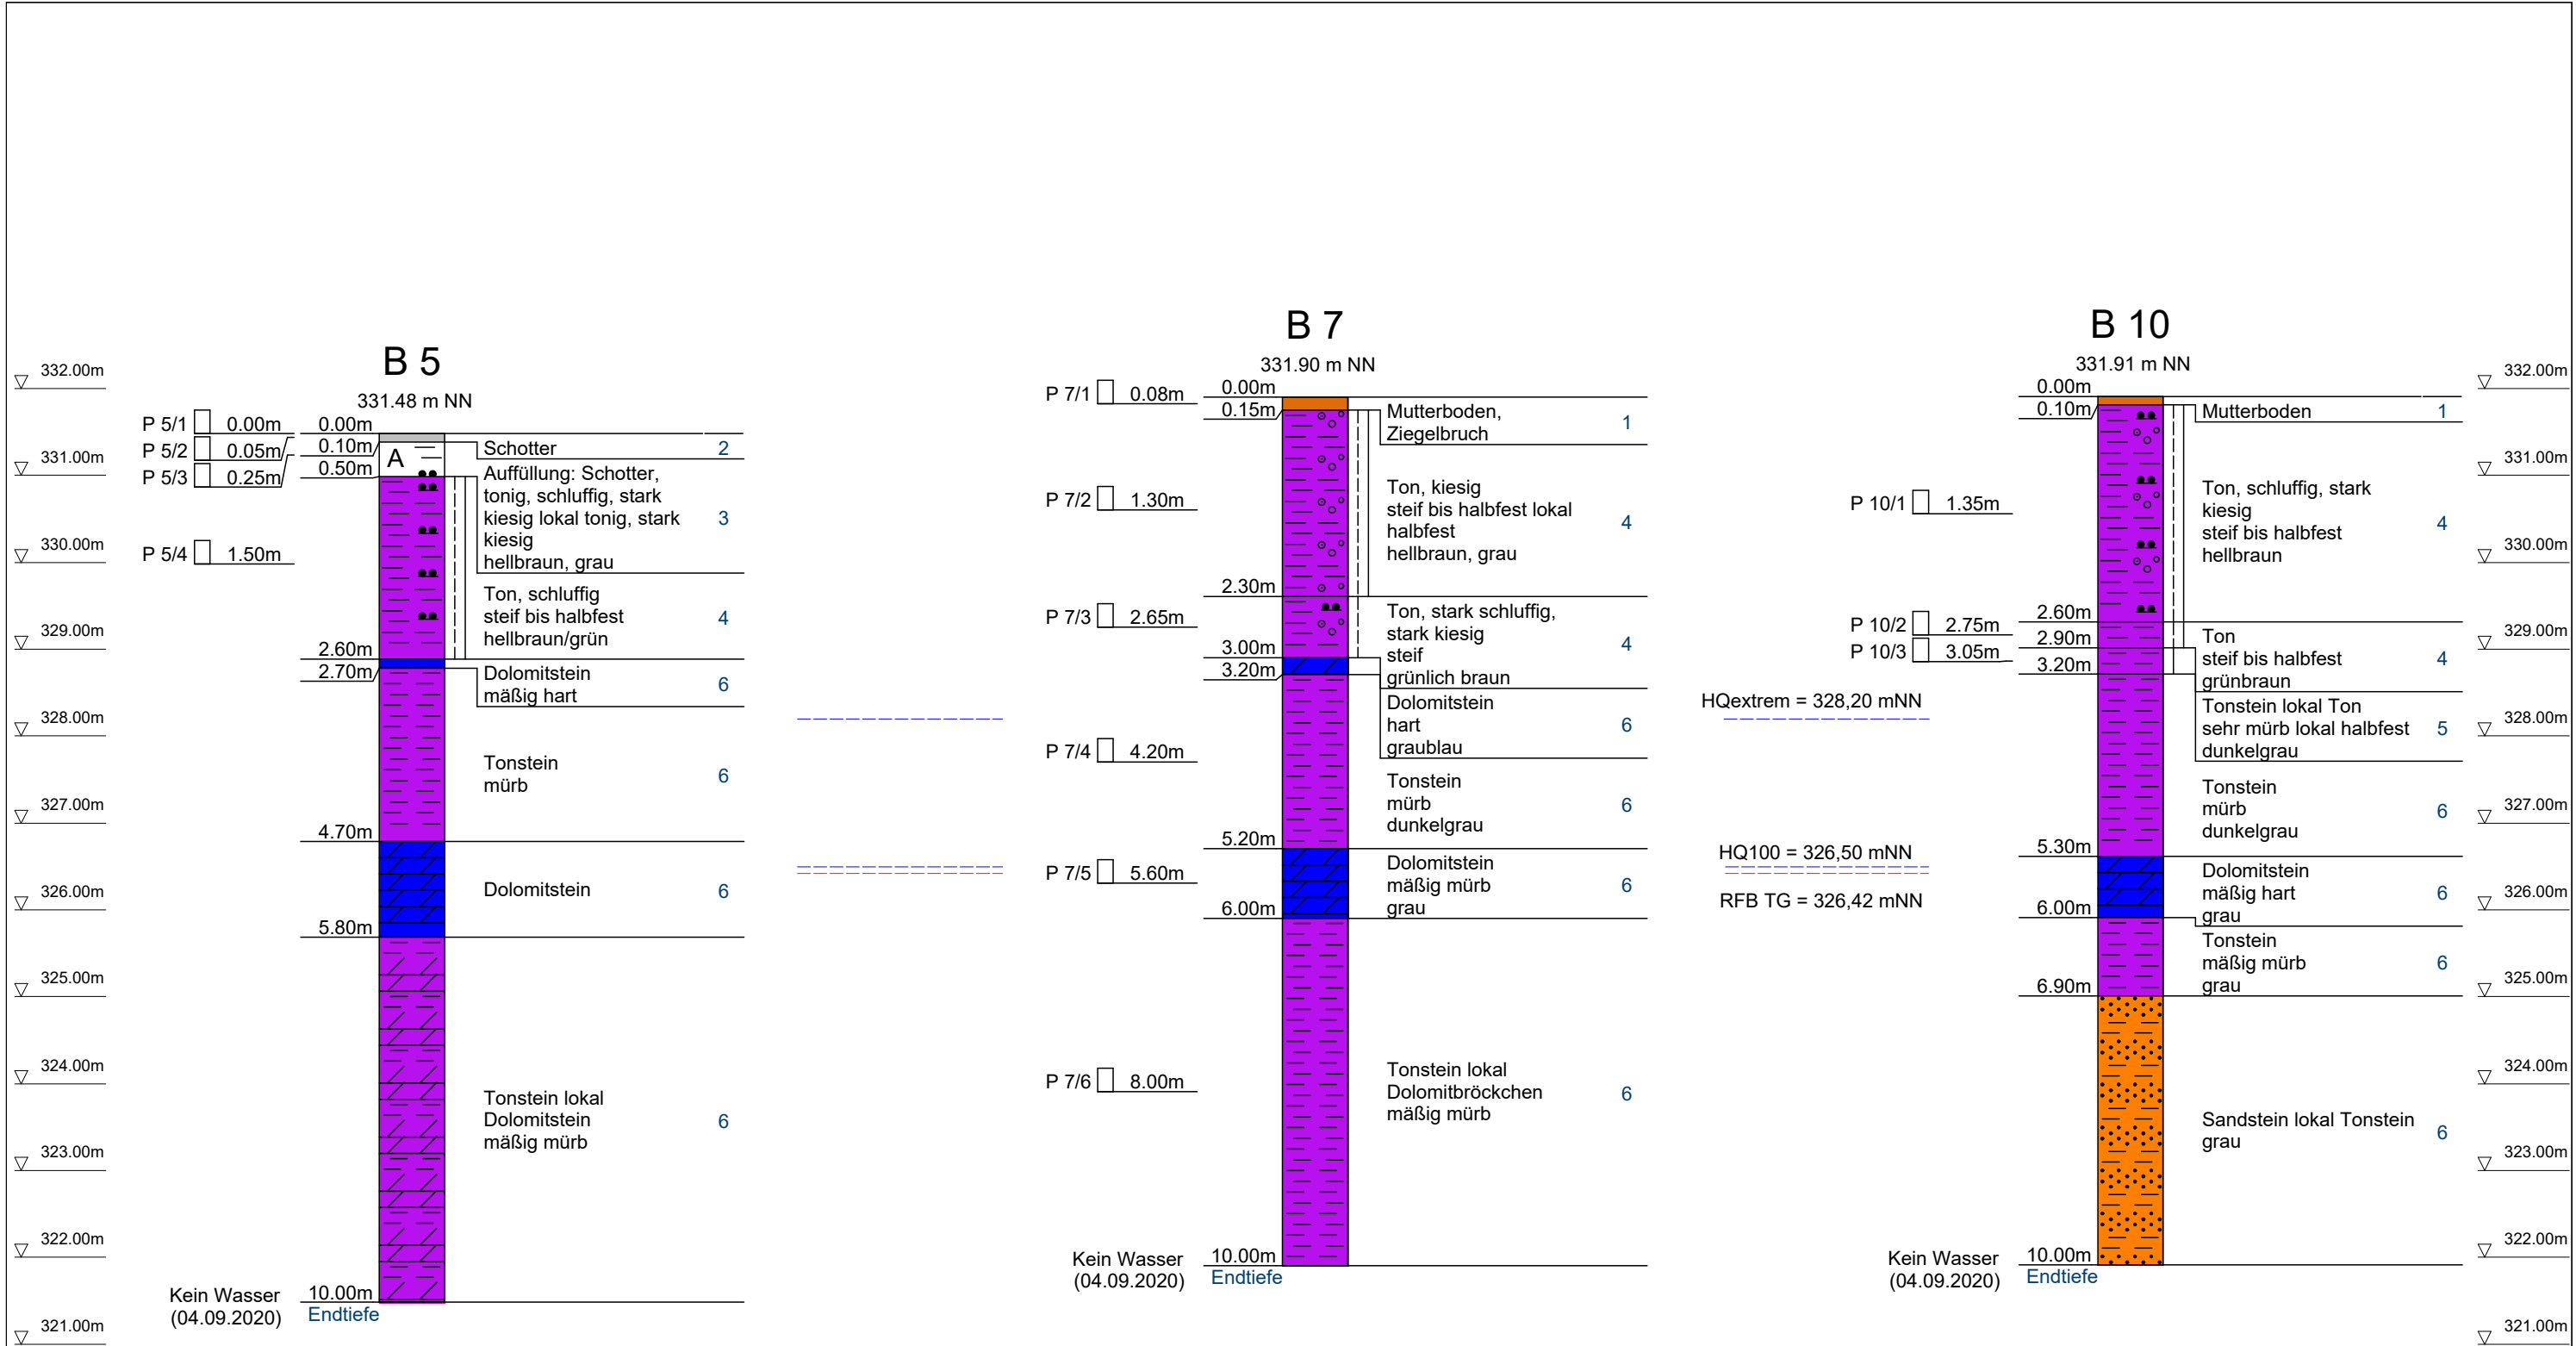 332.00m
331.00m
330.00m
329.00m
328.00m
327.00m
326.00m
325.00m
324.00m
323.00m
322.00m
321.00m
B 5
331.48 m NN
P 5/1 0.00m
P 5/2 0.05m
P 5/3 0.25m
P 5/4 1.50m
0.00m
0.10m
0.50m
2.60m
2.70m
4.70m
5.80m
10.00m
Endtiefe
Kein Wasser
(04.09.2020)
A
Schotter 2
Auffüllung: Schotter,
tonig, schluffig, stark
kiesig lokal tonig, stark 3
kiesig
hellbraun, grau
Ton, schluffig
steif bis halbfest 4
hellbraun/grün
Dolomitstein
mäßig hart 6
Tonstein
mürb 6
Dolomitstein 6
Tonstein lokal
Dolomitstein 6
mäßig mürb
B 7
331.90 m NN
P 7/1 0.08m
P 7/2 1.30m
P 7/3 2.65m
P 7/4 4.20m
P 7/5 5.60m
P 7/6 8.00m
0.00m
0.15m
2.30m
3.00m
3.20m
5.20m
6.00m
10.00m
Endtiefe
Kein Wasser
(04.09.2020)
Mutterboden, 1
Ziegelbruch
Ton, kiesig
steif bis halbfest lokal 4
halbfest
hellbraun, grau
Ton, stark schluffig,
stark kiesig 4
steif
grünlich braun
Dolomitstein
hart 6
graublau
Tonstein
mürb 6
dunkelgrau
Dolomitstein
mäßig mürb 6
grau
Tonstein lokal
Dolomitbröckchen 6
mäßig mürb
HQextrem = 328,20 mNN
HQ100 = 326,50 mNN
RFB TG = 326,42 mNN
B 10
331.91 m NN
P 10/1 1.35m
P 10/2 2.75m
P 10/3 3.05m
0.00m
0.10m
2.60m
2.90m
3.20m
5.30m
6.00m
6.90m
10.00m
Endtiefe
Kein Wasser
(04.09.2020)
Mutterboden 1
Ton, schluffig, stark
kiesig 4
steif bis halbfest
hellbraun
Ton
steif bis halbfest 4
grünbraun
Tonstein lokal Ton
sehr mürb lokal halbfest 5
dunkelgrau
Tonstein
mürb 6
dunkelgrau
Dolomitstein
mäßig hart 6
grau
Tonstein
mäßig mürb 6
grau
Sandstein lokal Tonstein 6
grau
332.00m
331.00m
330.00m
329.00m
328.00m
327.00m
326.00m
325.00m
324.00m
323.00m
322.00m
321.00m